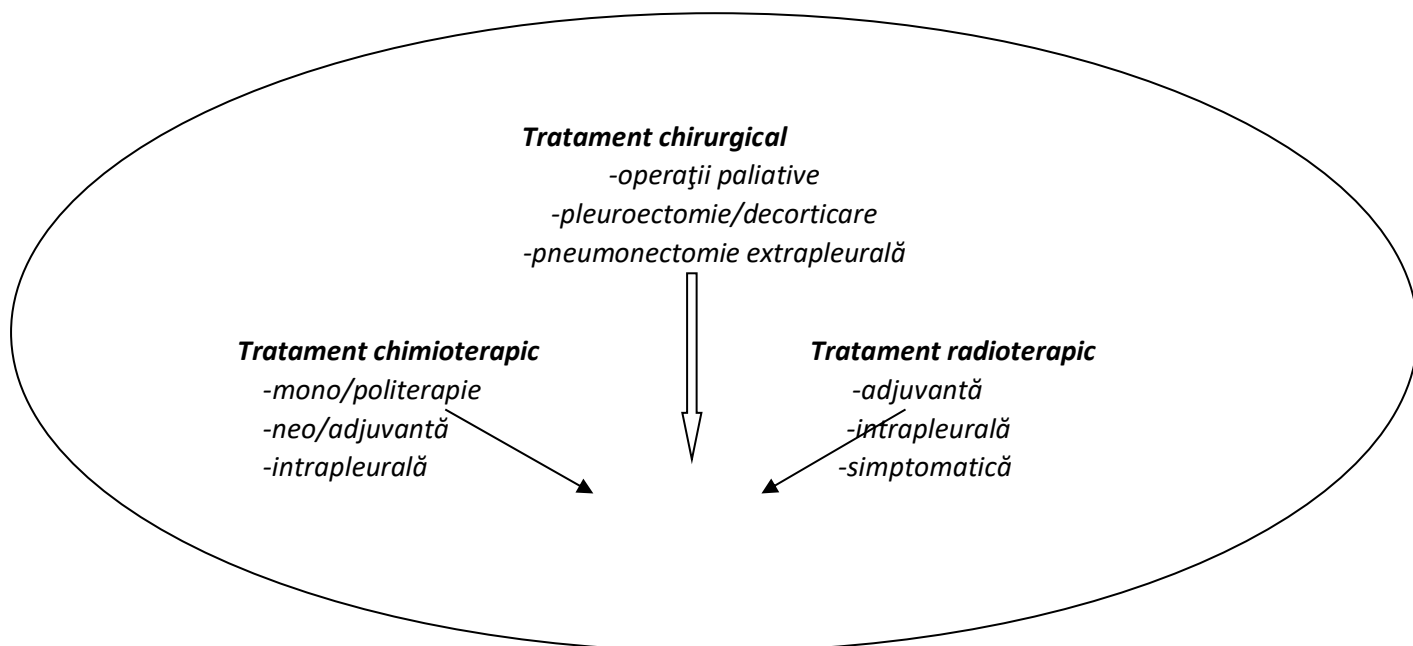 Tratament chirurgical
-operaţii paliative
-pleuroectomie/decorticare
-pneumonectomie extrapleurală
Tratament chimioterapic
-mono/politerapie
-neo/adjuvantă
-intrapleurală
Tratament radioterapic
-adjuvantă
-intrapleurală
-simptomatică